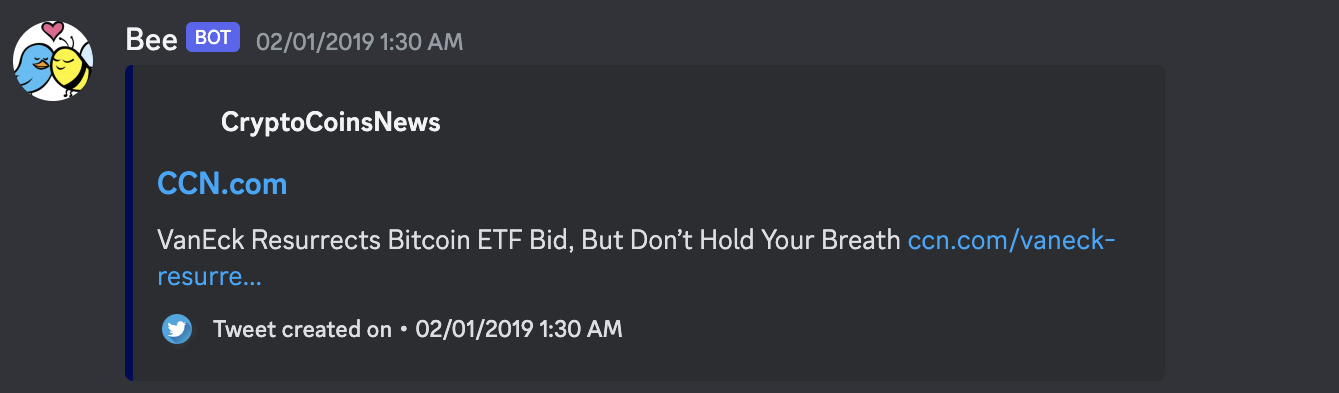 Bee BOT 02/01/2019 1:30 AM
CryptoCoinsNews
CCN.com
VanEck Resurrects Bitcoin ETF Bid, But Don’t Hold Your Breath ccn.com/vaneck-
resurre...
Tweet created on • 02/01/2019 1:30 AM